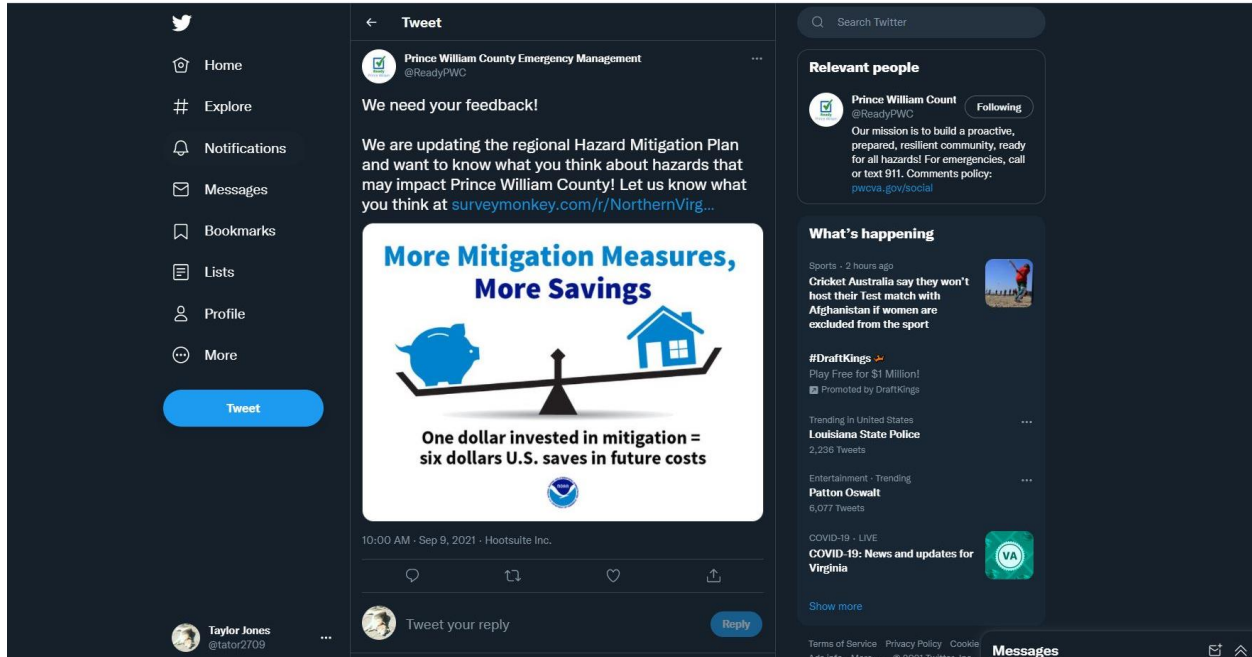 Home
Explore
Notifications
Messages
Bookmarks
Lists
Profile
More
Tweet
Taylor Jones
@tator2709
Tweet
Prince William County Emergency Management
@ReadyPWC
We need your feedback!
We are updating the regional Hazard Mitigation Plan
and want to know what you think about hazards that
may impact Prince William County! Let us know what
you think at surveymonkey.com/r/NorthernVirg...
More Mitigation Measures,
More Savings
One dollar invested in mitigation =
six dollars U.S. saves in future costs
10:00 AM · Sep 9, 2021 · Hootsuite Inc.
Tweet your reply
Reply
Search Twitter
Relevant people
Prince William Count
Following
@ReadyPWC
Our mission is to build a proactive,
prepared, resilient community, ready
for all hazards! For emergencies, call
or text 911. Comments policy:
pwcva.gov/social
What's happening
Sports · 2 hours ago
Cricket Australia say they won't
host their Test match with
Afghanistan if women are
excluded from the sport
#DraftKings
Play Free for $1 Million!
Promoted by DraftKings
Trending in United States
Louisiana State Police
2,236 Tweets
Entertainment · Trending
Patton Oswalt
6,077 Tweets
COVID-19 · LIVE
COVID-19: News and updates for
Virginia
VA
Show more
Terms of Service Privacy Policy Cookie
Messages